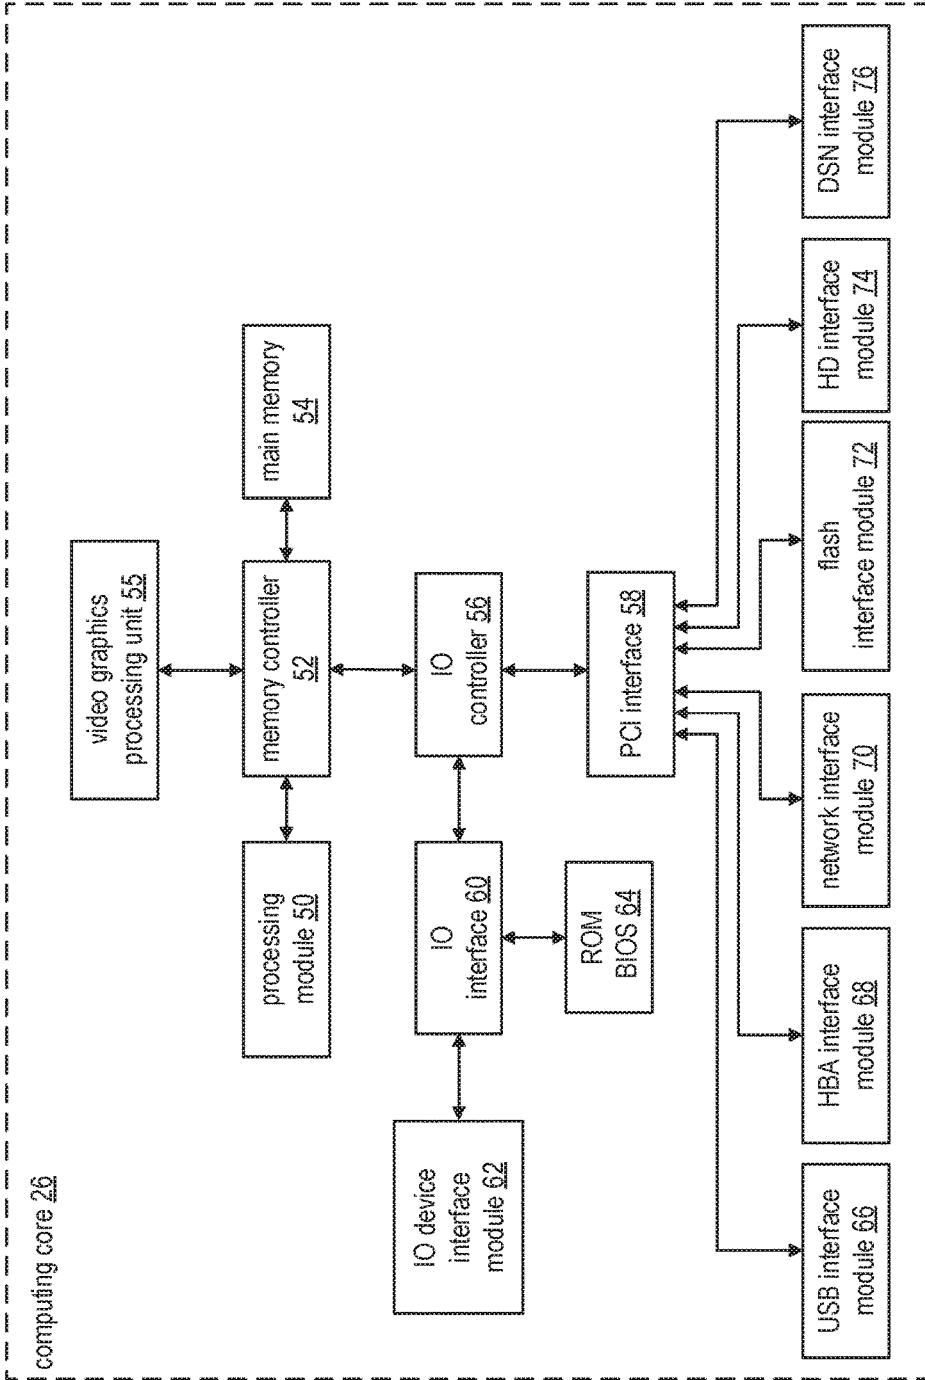 computing core 26
video graphics
processing unit 55
processing
module 50
memory controller
52
main memory
54
IO device
interface
module 62
IO
interface 60
IO
controller 56
ROM
BIOS 64
PCI interface 58
USB interface
module 66
HBA interface
module 68
network interface
module 70
flash
interface module 72
HD interface
module 74
DSN interface
module 76